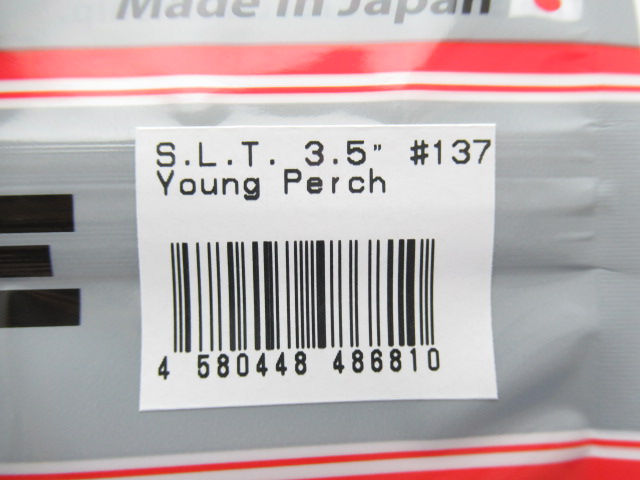 Made in Japan
S.L.T. 3.5" #137
Young Perch
4 580448 486810